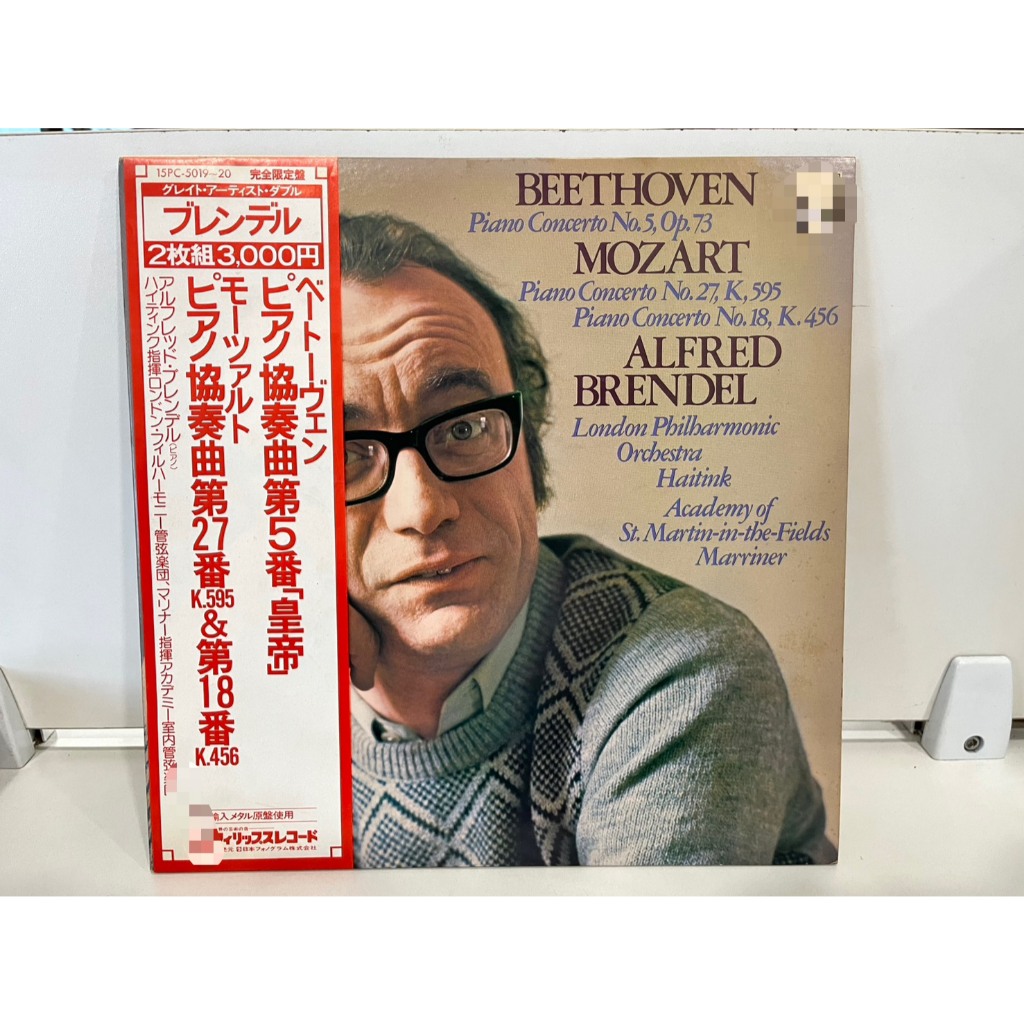 15PC-5019-20 完全限定盤
グレイト・アーティスト・ダブル
ブレンデル
2枚組3,000円
ベートーヴェン
ピアノ協奏曲第5番「皇帝」
モーツァルト
ピアノ協奏曲第27番K.595&第18番K.456
アルフレッド・ブレンデル(ピアノ)
ハイティンク指揮ロンドン・フィルハーモニー管弦楽団、マリナー指揮アカデミー室内管弦
輸入メタル原盤使用
ィリップスレコード
日本フォノグラム株式会社
BEETHOVEN
Piano Concerto No.5, Op.73
MOZART
Piano Concerto No.27, K,595
Piano Concerto No.18, K.456
ALFRED
BRENDEL
London Philharmonic
Orchestra
Haitink
Academy of
St. Martin-in-the-Fields
Marriner